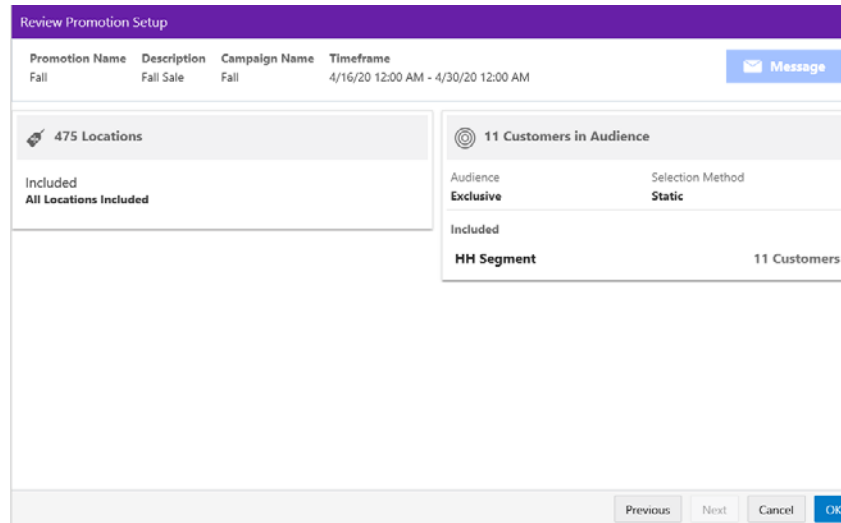 Review Promotion Setup
Promotion Name Description Campaign Name Timeframe
Fall Fall Sale Fall 4/16/20 12:00 AM - 4/30/20 12:00 AM
Message
475 Locations
Included
All Locations Included
11 Customers in Audience
Audience Selection Method
Exclusive Static
Included
HH Segment 11 Customers
Previous Next Cancel OK